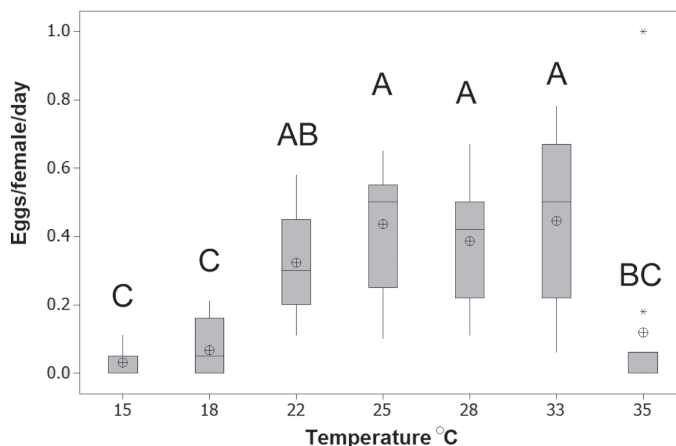 1.0
0.8
0.6
0.4
0.2
0.0
Eggs/female/day
C
C
AB
A
A
A
BC
15 18 22 25 28 33 35
Temperature °C